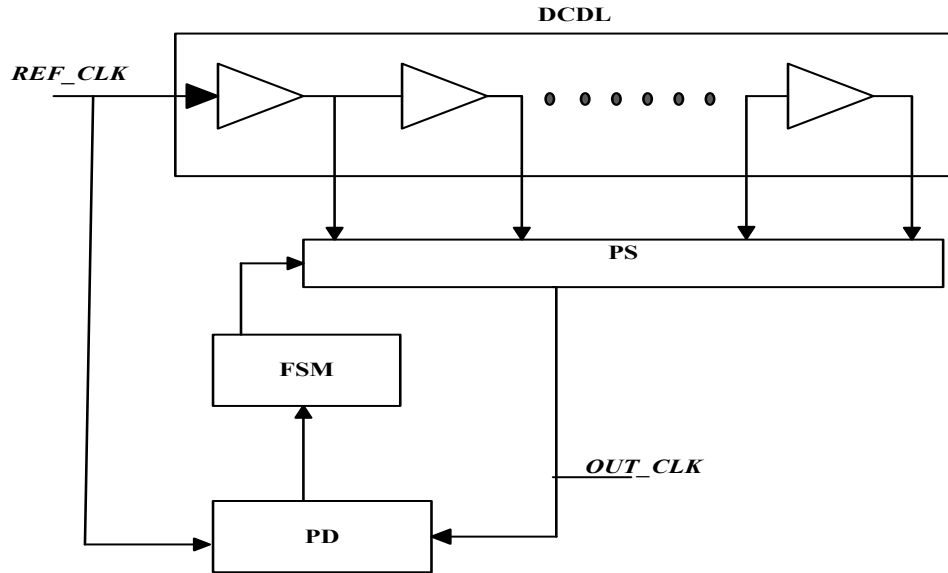 DCDL
REF_CLK
PS
FSM
OUT_CLK
PD